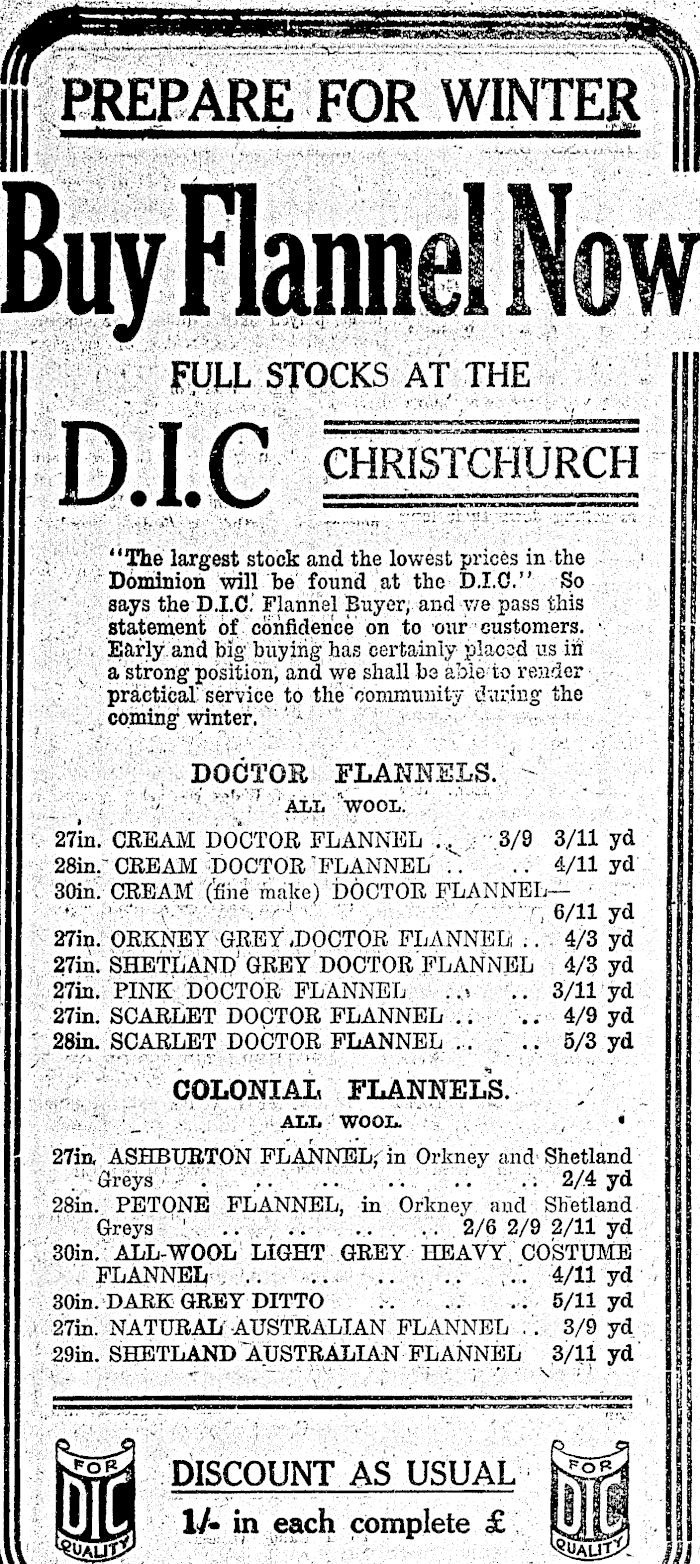 PREPARE FOR WINTER
Buy Flannel Now
FULL STOCKS AT THE
D.I.C CHRISTCHURCH
"The largest stock and the lowest prices in the
Dominion will be found at the D.I.C." So
says the D.I.C. Flannel Buyer, and we pass this
statement of confidence on to our customers.
Early and big buying has certainly placed us in
a strong position, and we shall be able to render
practical service to the community during the
coming winter.
DOCTOR FLANNELS.
ALL WOOL.
27in. CREAM DOCTOR FLANNEL .. 3/9 3/11 yd
28in. CREAM DOCTOR FLANNEL .. .. 4/11 yd
30in. CREAM (fine make) DOCTOR FLANNEL—
6/11 yd
27in. ORKNEY GREY DOCTOR FLANNEL .. 4/3 yd
27in. SHETLAND GREY DOCTOR FLANNEL 4/3 yd
27in. PINK DOCTOR FLANNEL .. .. 3/11 yd
27in. SCARLET DOCTOR FLANNEL .. .. 4/9 yd
28in. SCARLET DOCTOR FLANNEL .. .. 5/3 yd
COLONIAL FLANNELS.
ALL WOOL.
27in. ASHBURTON FLANNEL, in Orkney and Shetland
Greys .. .. .. .. .. .. 2/4 yd
28in. PETONE FLANNEL, in Orkney and Shetland
Greys .. .. .. .. 2/6 2/9 2/11 yd
30in. ALL-WOOL LIGHT GREY HEAVY COSTUME
FLANNEL .. .. .. .. .. 4/11 yd
30in. DARK GREY DITTO .. .. .. 5/11 yd
27in. NATURAL AUSTRALIAN FLANNEL .. 3/9 yd
29in. SHETLAND AUSTRALIAN FLANNEL 3/11 yd
FOR DIC QUALITY
DISCOUNT AS USUAL
1/- in each complete £
FOR DIC QUALITY